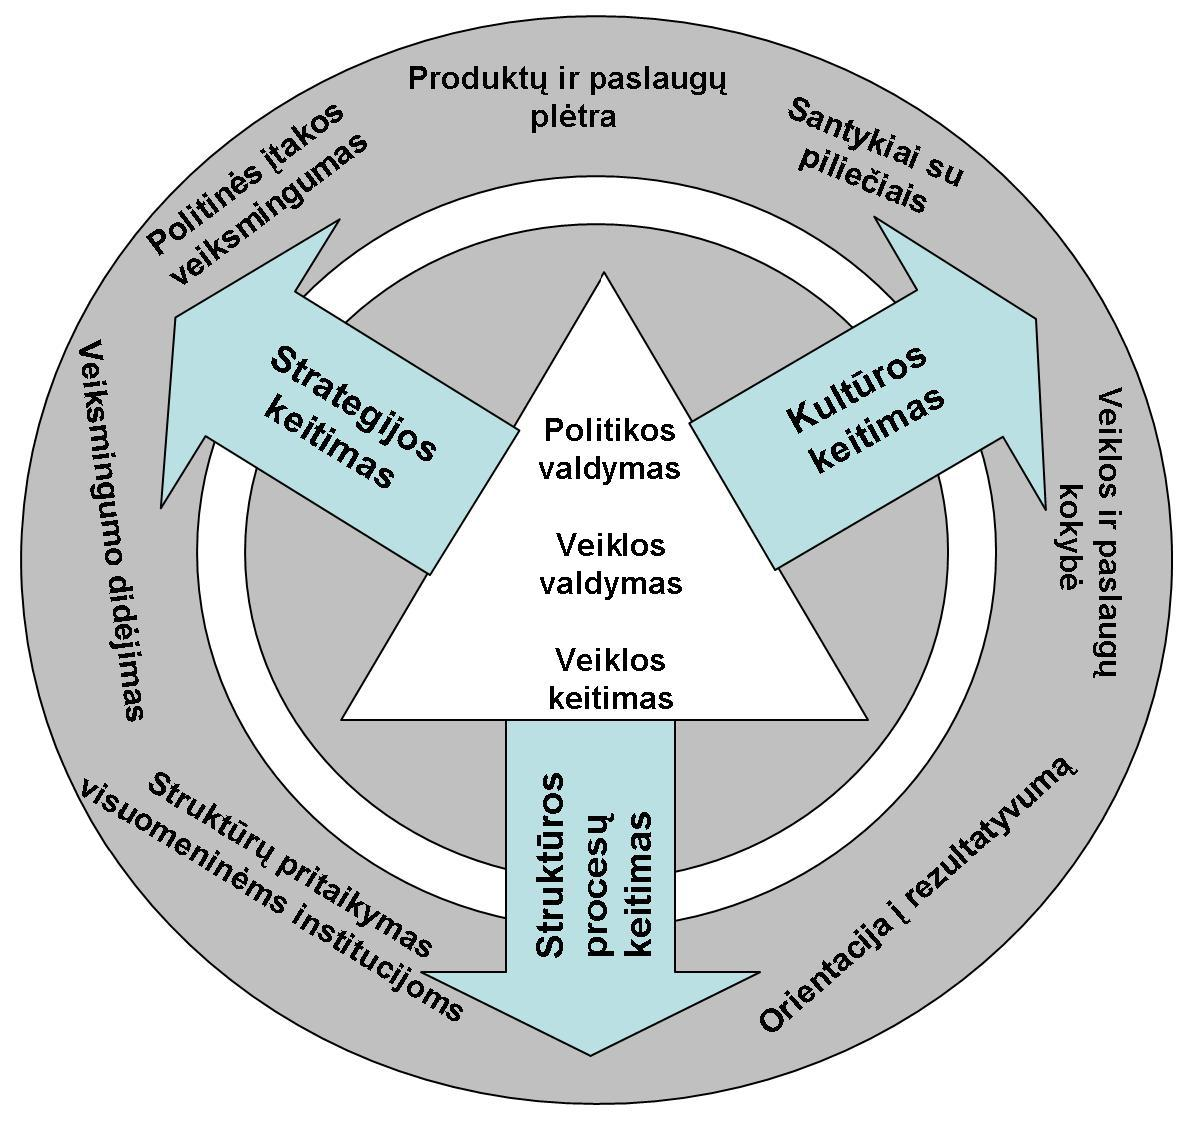 Produktų ir paslaugų
plėtra
Santykiai su
piliečiais
Politinės įtakos
veiksmingumas
Strategijos
keitimas
Kultūros
keitimas
Politikos
valdymas
Veiklos
valdymas
Veiklos
keitimas
Veiksmingumo didėjimas
Veiklos ir paslaugų
kokybė
Struktūros
procesų
keitimas
Struktūrų pritaikymas
visuomeninėms institucijoms
Orientacija į rezultatyvumą